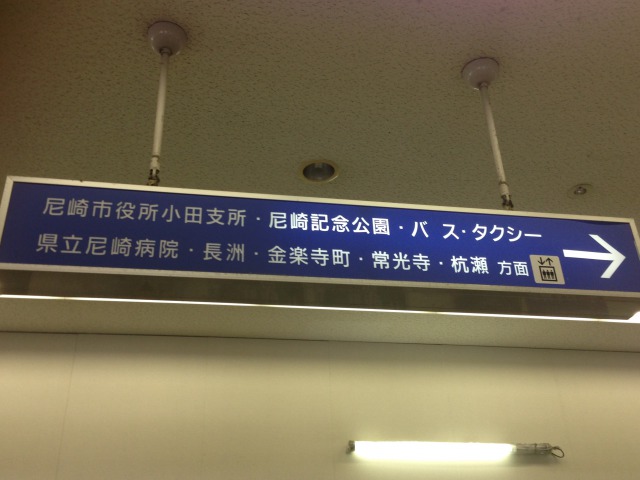 尼崎市役所小田支所・尼崎記念公園・バス・タクシー
県立尼崎病院・長洲・金楽寺町・常光寺・杭瀬 方面